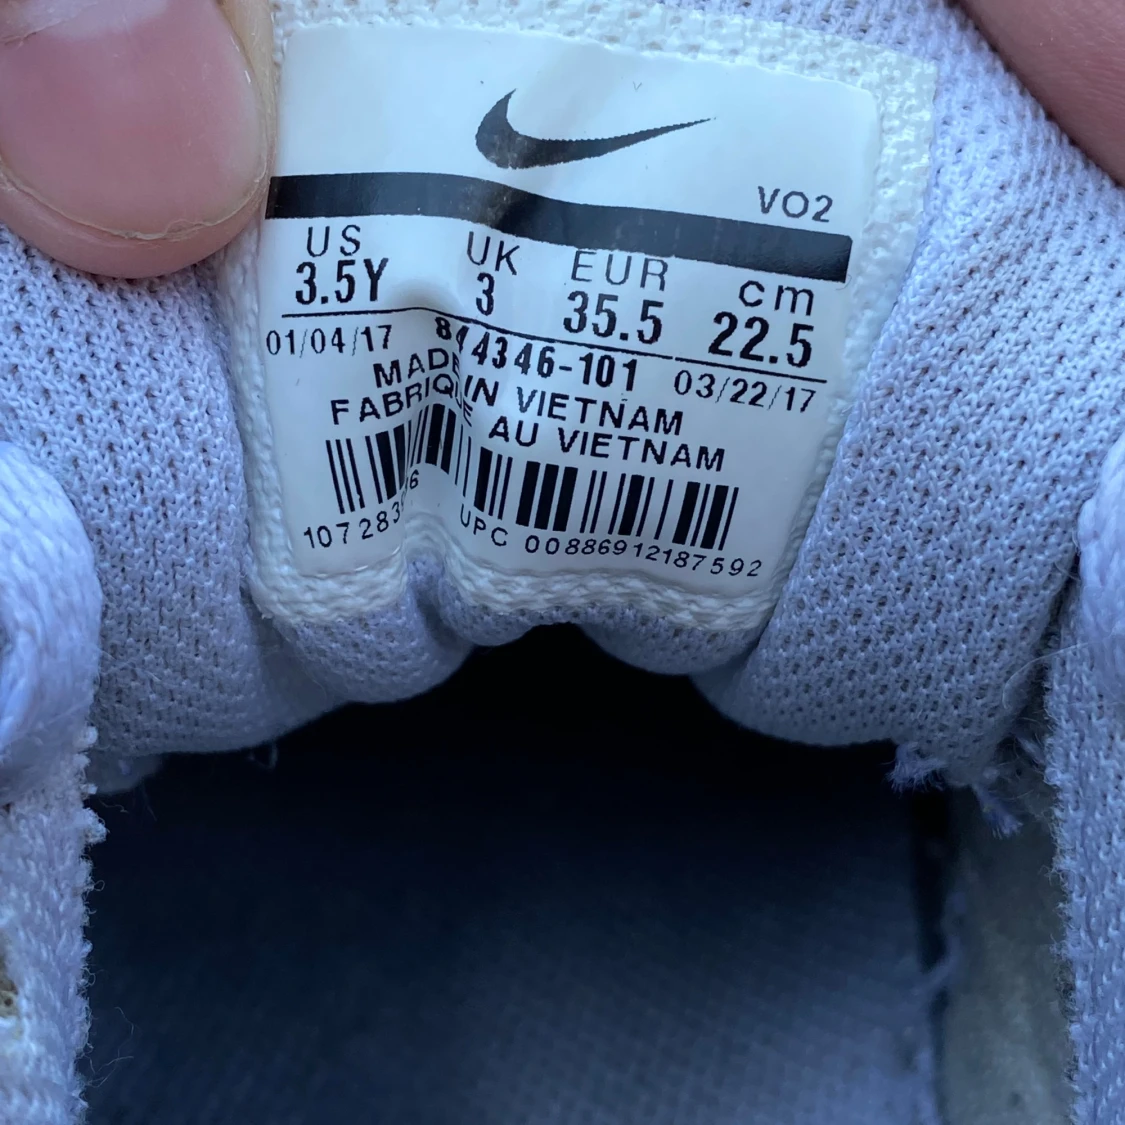 VO2
US UK EUR cm
3.5Y 3 35.5 22.5
01/04/17 844346-101 03/22/17
MADE IN VIETNAM
FABRIQUE AU VIETNAM
UPC 00886912187592